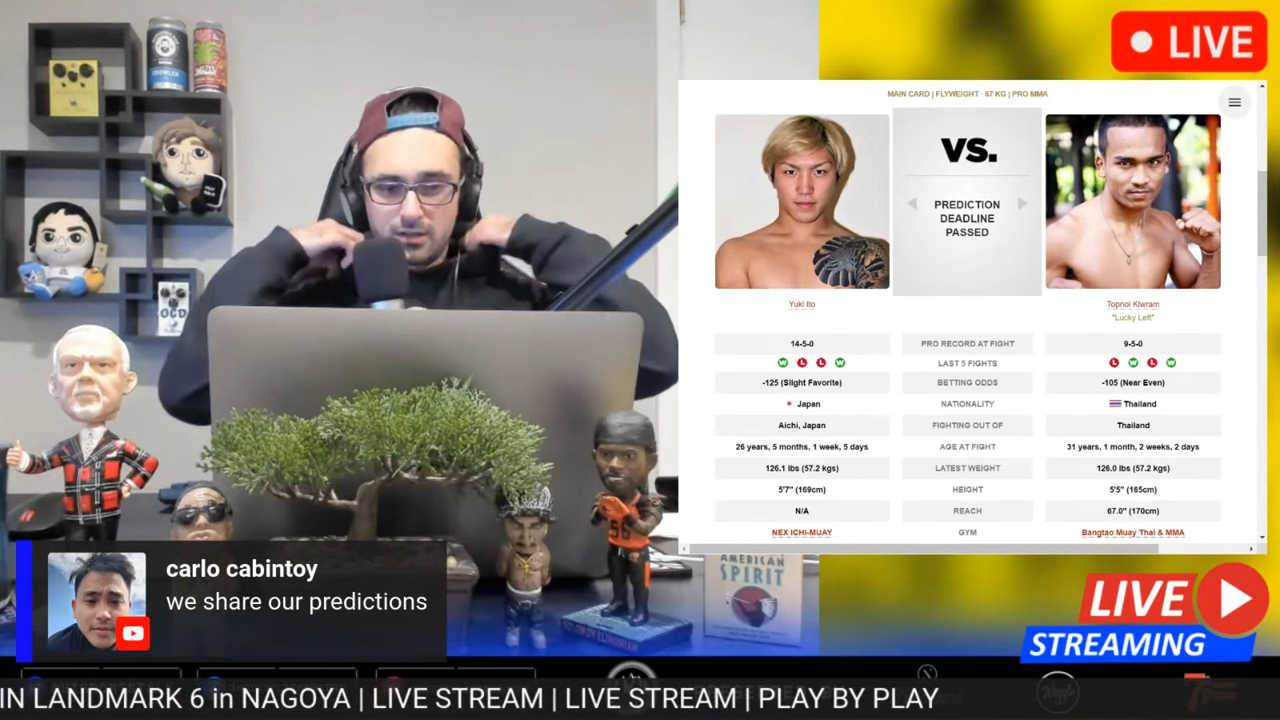 LIVE
MAIN CARD | FLYWEIGHT · 57 KG | PRO MMA
VS.
PREDICTION
DEADLINE
PASSED
Yuki Ito
Topnoi Kiwram
"Lucky Left"
14-5-0 PRO RECORD AT FIGHT 9-5-0
W L L W LAST 5 FIGHTS L W L W
-125 (Slight Favorite) BETTING ODDS -105 (Near Even)
Japan NATIONALITY Thailand
Aichi, Japan FIGHTING OUT OF Thailand
26 years, 5 months, 1 week, 5 days AGE AT FIGHT 31 years, 1 month, 2 weeks, 2 days
126.1 lbs (57.2 kgs) LATEST WEIGHT 126.0 lbs (57.2 kgs)
5'7" (169cm) HEIGHT 5'5" (165cm)
N/A REACH 67.0" (170cm)
NEX ICHI-MUAY GYM Bangtao Muay Thai & MMA
OCD
56
AMERICAN
SPIRIT
carlo cabintoy
we share our predictions
LIVE
STREAMING
IN LANDMARK 6 in NAGOYA | LIVE STREAM | LIVE STREAM | PLAY BY PLAY